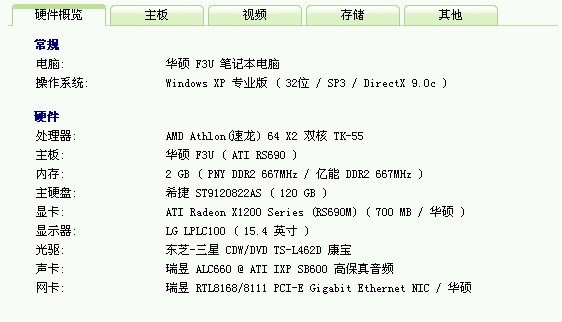 硬件概览 主板 视频 存储 其他
常规
电脑: 华硕 F3U 笔记本电脑
操作系统: Windows XP 专业版 ( 32位 / SP3 / DirectX 9.0c )
硬件
处理器: AMD Athlon(速龙) 64 X2 双核 TK-55
主板: 华硕 F3U ( ATI RS690 )
内存: 2 GB ( PNY DDR2 667MHz / 亿能 DDR2 667MHz )
主硬盘: 希捷 ST9120822AS ( 120 GB )
显卡: ATI Radeon X1200 Series (RS690M) ( 700 MB / 华硕 )
显示器: LG LPLC100 ( 15.4 英寸 )
光驱: 东芝-三星 CDW/DVD TS-L462D 康宝
声卡: 瑞昱 ALC660 @ ATI IXP SB600 高保真音频
网卡: 瑞昱 RTL8168/8111 PCI-E Gigabit Ethernet NIC / 华硕